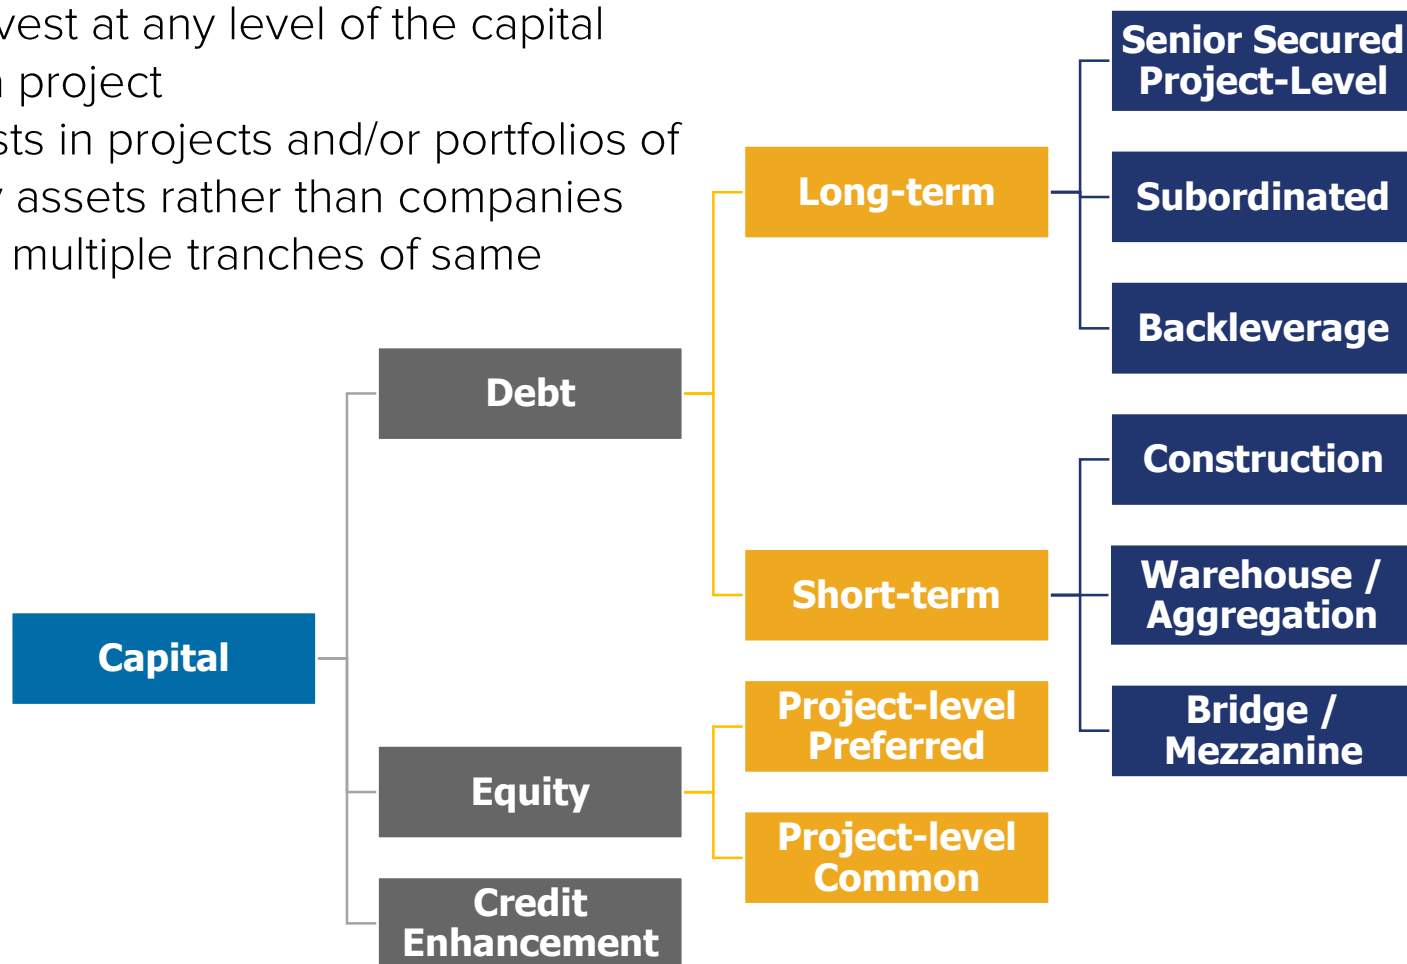 vest at any level of the capital
project
sts in projects and/or portfolios of
assets rather than companies
multiple tranches of same
Senior Secured
Project-Level
Long-term
Subordinated
Backleverage
Debt
Construction
Short-term
Warehouse /
Aggregation
Capital
Project-level
Preferred
Bridge /
Mezzanine
Equity
Project-level
Common
Credit
Enhancement